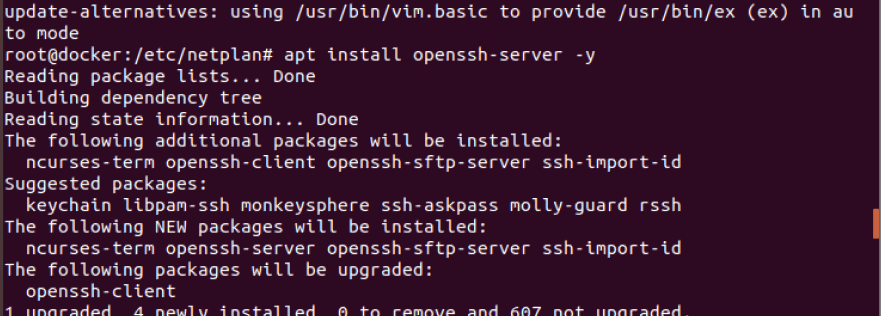 update-alternatives: using /usr/bin/vim.basic to provide /usr/bin/ex (ex) in au
to mode
root@docker:/etc/netplan# apt install openssh-server -y
Reading package lists... Done
Building dependency tree
Reading state information... Done
The following additional packages will be installed:
  ncurses-term openssh-client openssh-sftp-server ssh-import-id
Suggested packages:
  keychain libpam-ssh monkeysphere ssh-askpass molly-guard rssh
The following NEW packages will be installed:
  ncurses-term openssh-server openssh-sftp-server ssh-import-id
The following packages will be upgraded:
  openssh-client
1 upgraded, 4 newly installed, 0 to remove and 607 not upgraded.